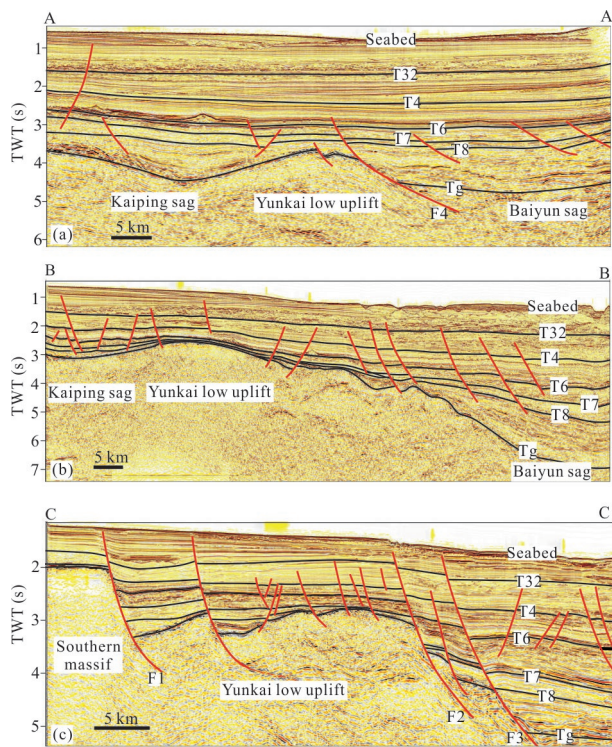 A A
Seabed
1
T32
2
T4
3
T6
T7
T8
4
Tg
Kaiping sag
Yunkai low uplift
F4
Baiyun sag
5
5 km
6
(a)
TWT (s)
B B
1
Seabed
2
T32
3
T4
T6
4
Kaiping sag
Yunkai low uplift
T7
5
T8
6
Tg
5 km
7
(b)
Baiyun sag
TWT (s)
C C
Seabed
2
T32
T4
3
T6
Southern
massif
F1
Yunkai low uplift
T7
4
T8
F2
5 km
F3
Tg
5
(c)
TWT (s)